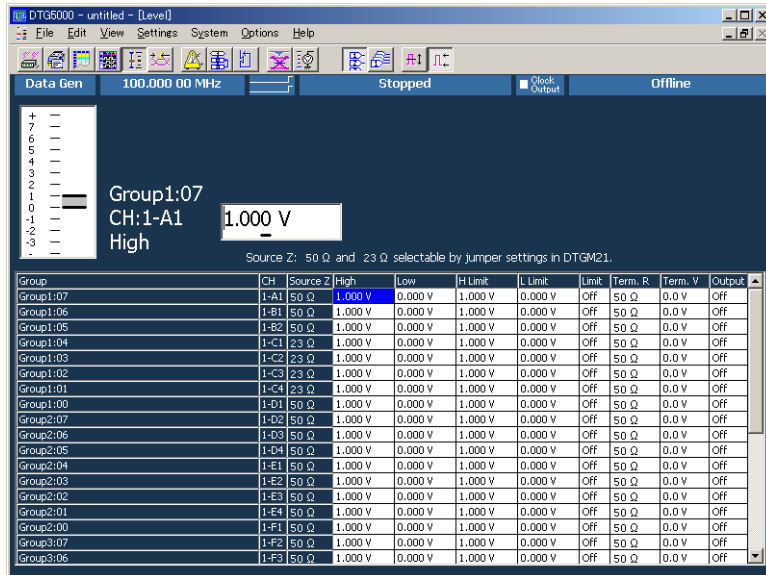 DTG5000 - untitled - [Level]
File Edit View Settings System Options Help
Data Gen 100.000 00 MHz Stopped Clock Output Offline
+
7
6
5
4
3
2
1
0
-1
-2
-3
-
Group1:07
CH:1-A1
High
1.000 V
Source Z: 50 Ω and 23 Ω selectable by jumper settings in DTGM21.
Group CH Source Z High Low H Limit L Limit Limit Term. R Term. V Output
Group1:07 1-A1 50 Ω 1.000 V 0.000 V 1.000 V 0.000 V Off 50 Ω 0.0 V Off
Group1:06 1-B1 50 Ω 1.000 V 0.000 V 1.000 V 0.000 V Off 50 Ω 0.0 V Off
Group1:05 1-B2 50 Ω 1.000 V 0.000 V 1.000 V 0.000 V Off 50 Ω 0.0 V Off
Group1:04 1-C1 23 Ω 1.000 V 0.000 V 1.000 V 0.000 V Off 50 Ω 0.0 V Off
Group1:03 1-C2 23 Ω 1.000 V 0.000 V 1.000 V 0.000 V Off 50 Ω 0.0 V Off
Group1:02 1-C3 23 Ω 1.000 V 0.000 V 1.000 V 0.000 V Off 50 Ω 0.0 V Off
Group1:01 1-C4 23 Ω 1.000 V 0.000 V 1.000 V 0.000 V Off 50 Ω 0.0 V Off
Group1:00 1-D1 50 Ω 1.000 V 0.000 V 1.000 V 0.000 V Off 50 Ω 0.0 V Off
Group2:07 1-D2 50 Ω 1.000 V 0.000 V 1.000 V 0.000 V Off 50 Ω 0.0 V Off
Group2:06 1-D3 50 Ω 1.000 V 0.000 V 1.000 V 0.000 V Off 50 Ω 0.0 V Off
Group2:05 1-D4 50 Ω 1.000 V 0.000 V 1.000 V 0.000 V Off 50 Ω 0.0 V Off
Group2:04 1-E1 50 Ω 1.000 V 0.000 V 1.000 V 0.000 V Off 50 Ω 0.0 V Off
Group2:03 1-E2 50 Ω 1.000 V 0.000 V 1.000 V 0.000 V Off 50 Ω 0.0 V Off
Group2:02 1-E3 50 Ω 1.000 V 0.000 V 1.000 V 0.000 V Off 50 Ω 0.0 V Off
Group2:01 1-E4 50 Ω 1.000 V 0.000 V 1.000 V 0.000 V Off 50 Ω 0.0 V Off
Group2:00 1-F1 50 Ω 1.000 V 0.000 V 1.000 V 0.000 V Off 50 Ω 0.0 V Off
Group3:07 1-F2 50 Ω 1.000 V 0.000 V 1.000 V 0.000 V Off 50 Ω 0.0 V Off
Group3:06 1-F3 50 Ω 1.000 V 0.000 V 1.000 V 0.000 V Off 50 Ω 0.0 V Off